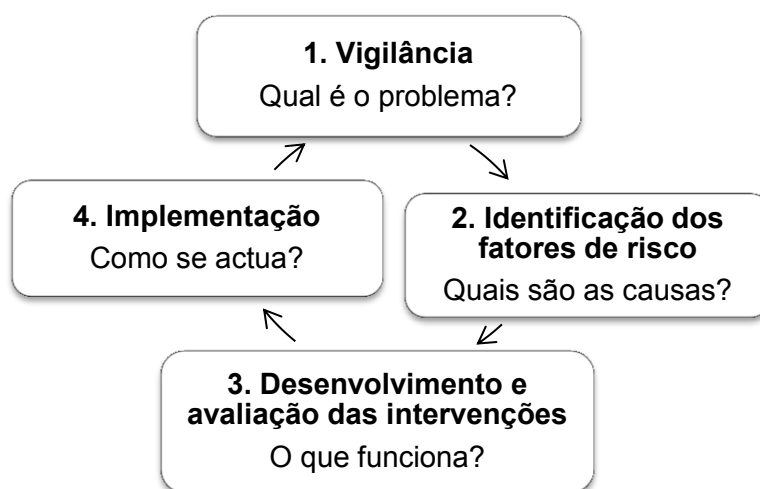 1. Vigilância
Qual é o problema?
2. Identificação dos
fatores de risco
Quais são as causas?
3. Desenvolvimento e
avaliação das intervenções
O que funciona?
4. Implementação
Como se actua?